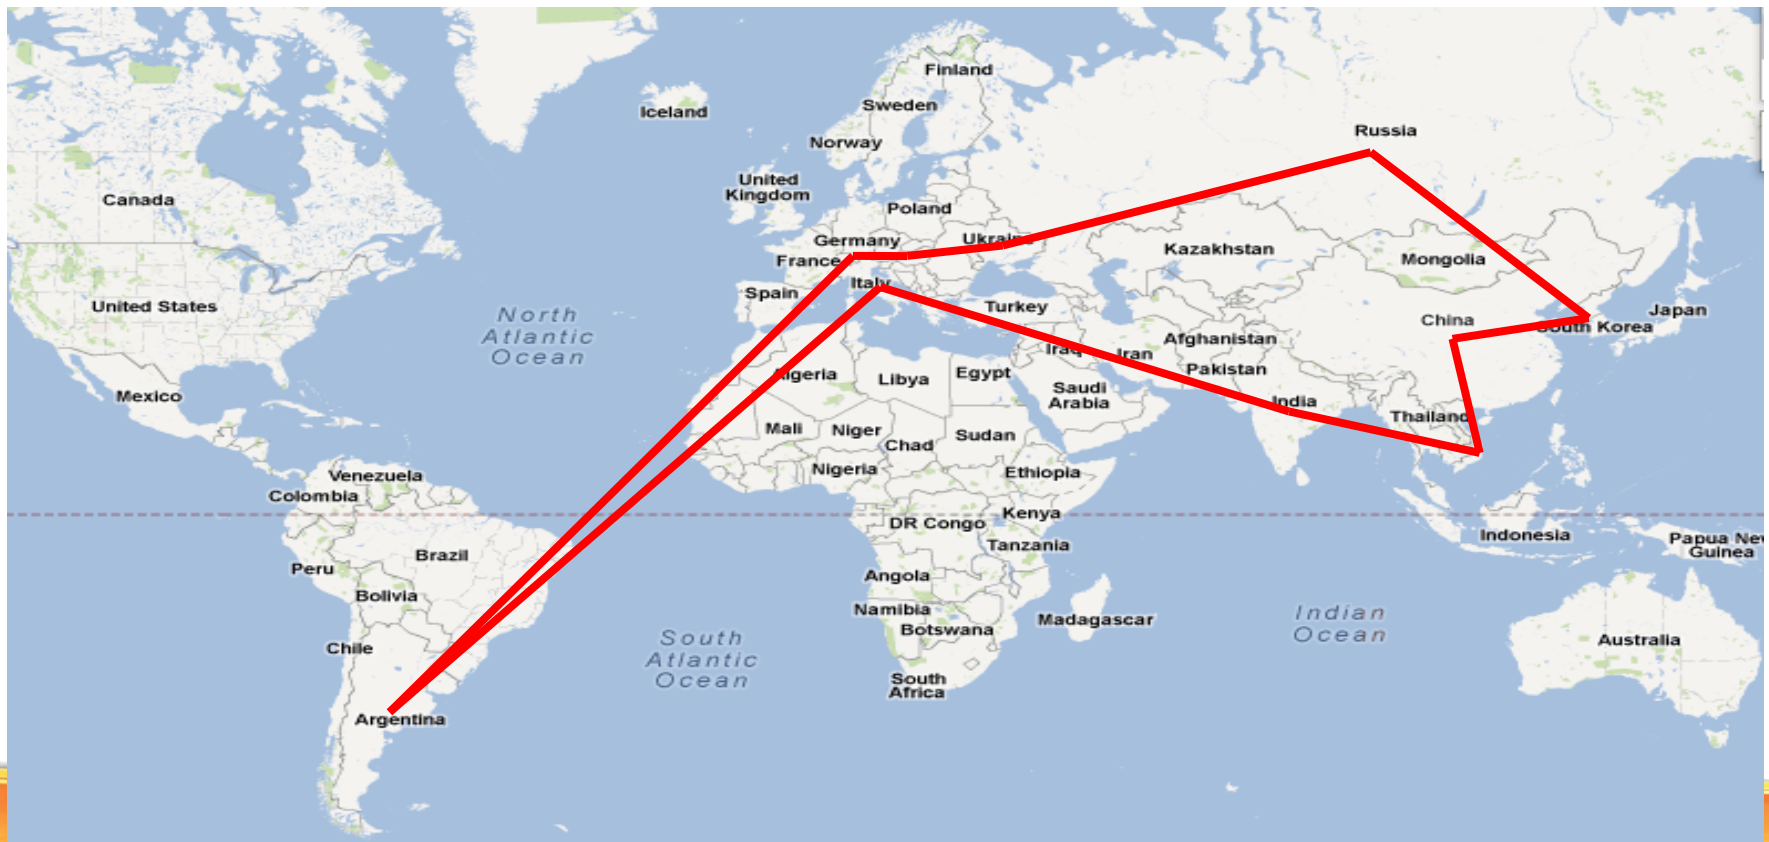 Finland
Iceland
Sweden
Russia
Norway
United
Kingdom
Canada
Poland
Germany
Ukraine
France
Kazakhstan
Mongolia
Italy
Spain
United States
North
Atlantic
Ocean
Turkey
Japan
China
South Korea
Afghanistan
Iraq
Iran
Pakistan
Algeria
Libya
Egypt
Saudi
Arabia
Mexico
India
Thailand
Mali
Niger
Chad
Sudan
Nigeria
Ethiopia
Venezuela
Colombia
Kenya
DR Congo
Indonesia
Papua New
Guinea
Tanzania
Brazil
Peru
Angola
Bolivia
Namibia
Madagascar
Indian
Ocean
Botswana
Australia
Chile
South
Atlantic
Ocean
South
Africa
Argentina